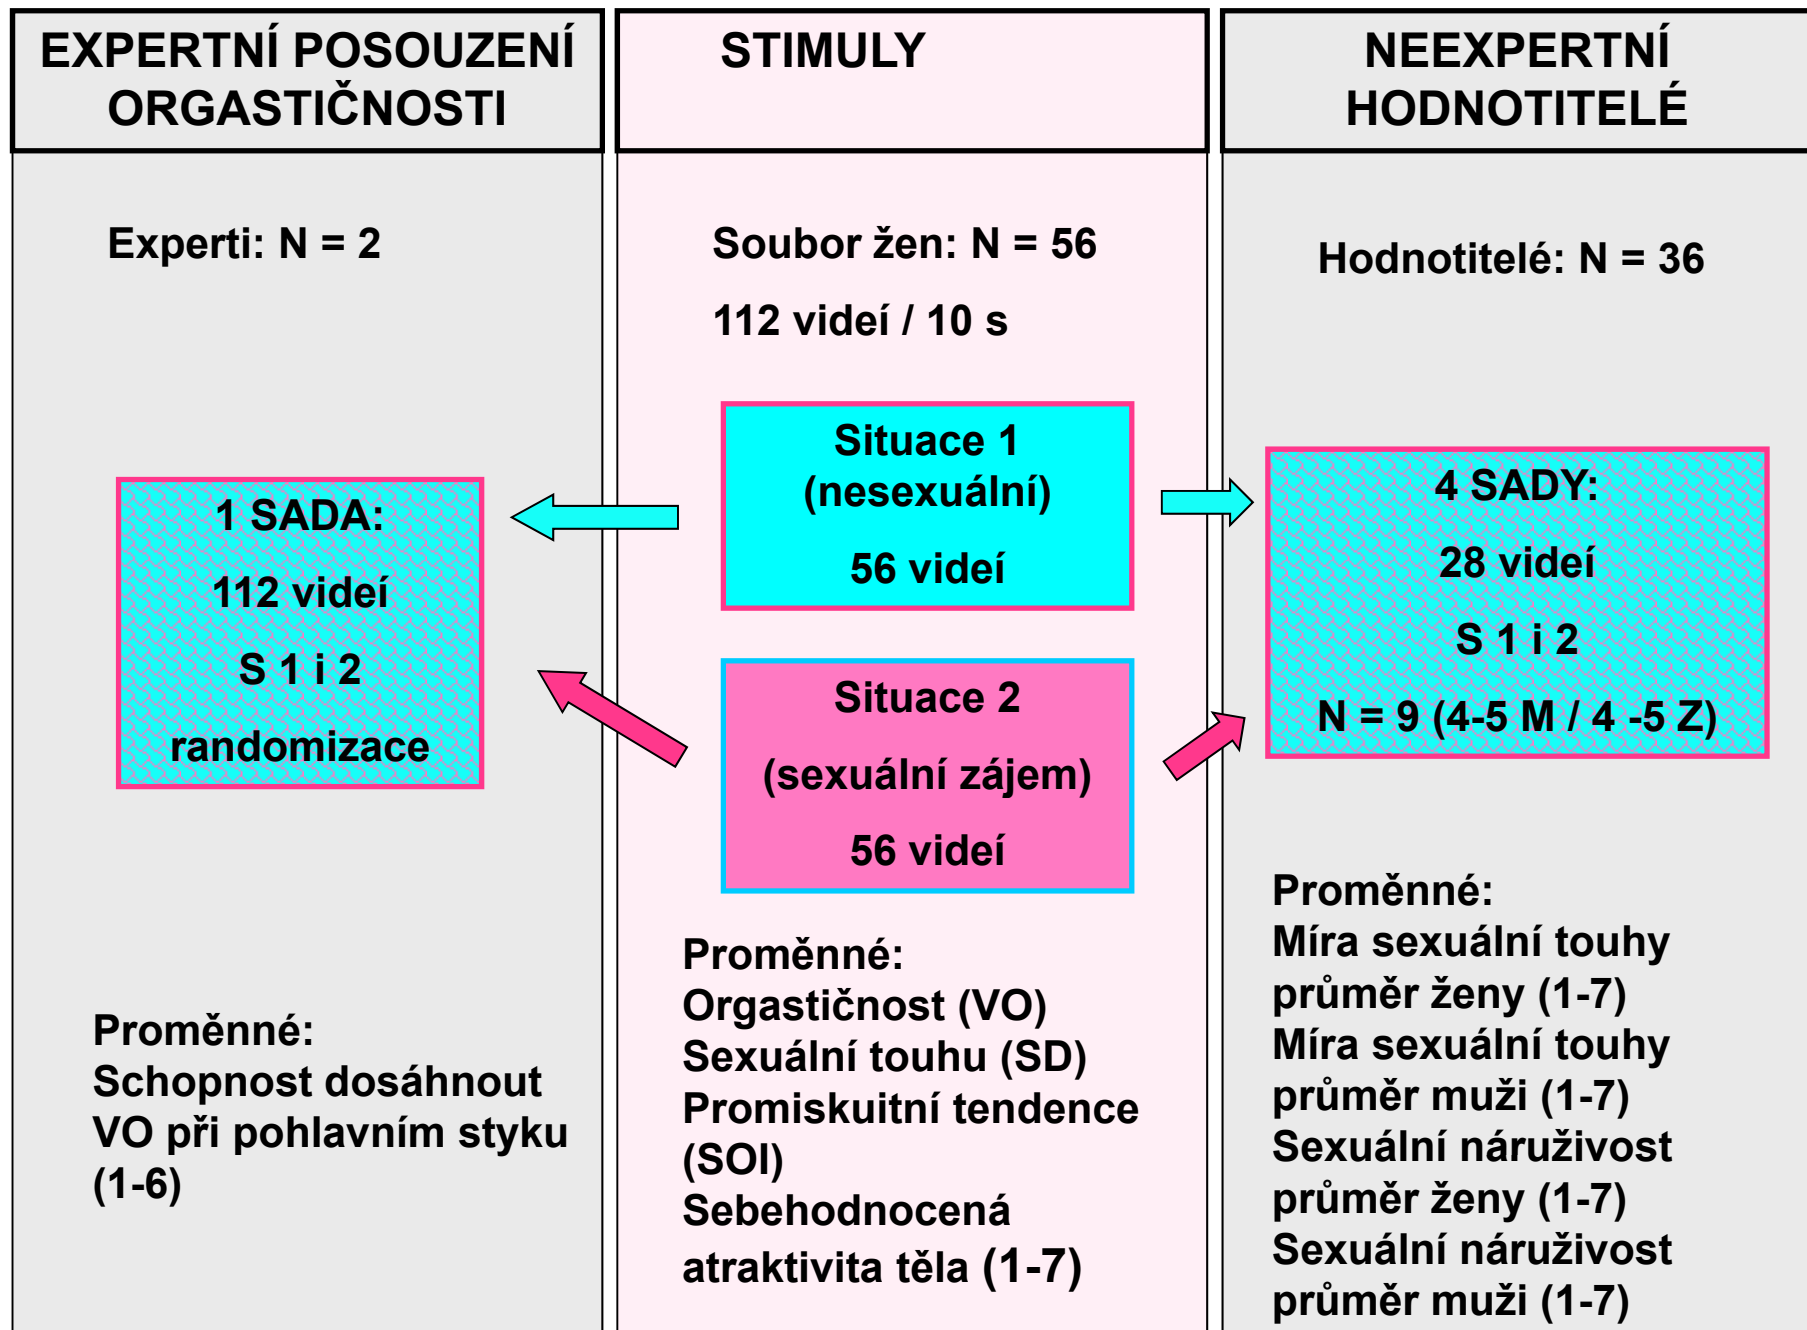 EXPERTNÍ POSOUZENÍ
ORGASTIČNOSTI
Experti: N = 2
1 SADA:
112 videí
S 1 i 2
randomizace
Proměnné:
Schopnost dosáhnout
VO při pohlavním styku
(1-6)
STIMULY
Soubor žen: N = 56
112 videí / 10 s
Situace 1
(nesexuální)
56 videí
Situace 2
(sexuální zájem)
56 videí
Proměnné:
Orgastičnost (VO)
Sexuální touhu (SD)
Promiskuitní tendence
(SOI)
Sebehodnocená
atraktivita těla (1-7)
NEEXPERTNÍ
HODNOTITELÉ
Hodnotitelé: N = 36
4 SADY:
28 videí
S 1 i 2
N = 9 (4-5 M / 4 -5 Z)
Proměnné:
Míra sexuální touhy
průměr ženy (1-7)
Míra sexuální touhy
průměr muži (1-7)
Sexuální náruživost
průměr ženy (1-7)
Sexuální náruživost
průměr muži (1-7)